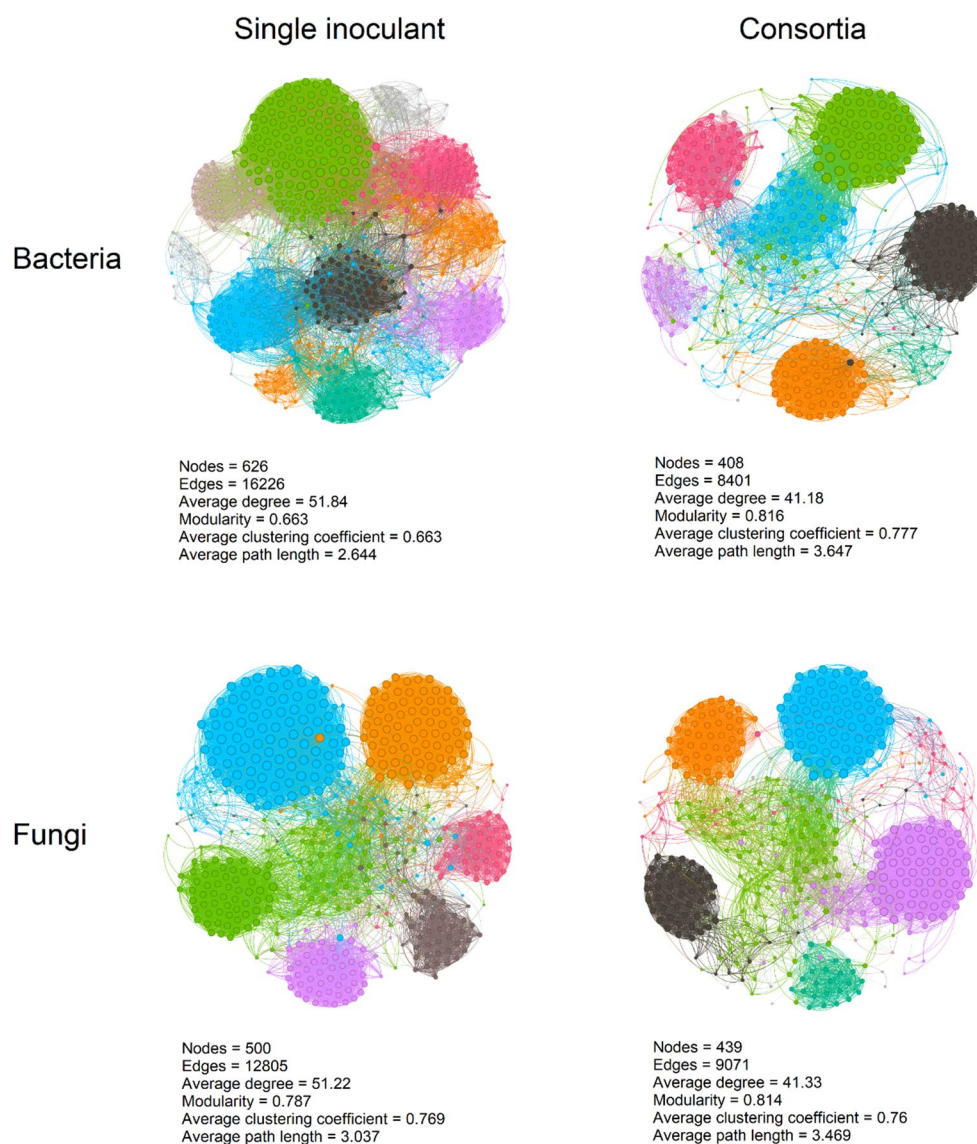 Single inoculant
Consortia
Bacteria
Nodes = 626
Edges = 16226
Average degree = 51.84
Modularity = 0.663
Average clustering coefficient = 0.663
Average path length = 2.644
Nodes = 408
Edges = 8401
Average degree = 41.18
Modularity = 0.816
Average clustering coefficient = 0.777
Average path length = 3.647
Fungi
Nodes = 500
Edges = 12805
Average degree = 51.22
Modularity = 0.787
Average clustering coefficient = 0.769
Average path length = 3.037
Nodes = 439
Edges = 9071
Average degree = 41.33
Modularity = 0.814
Average clustering coefficient = 0.76
Average path length = 3.469